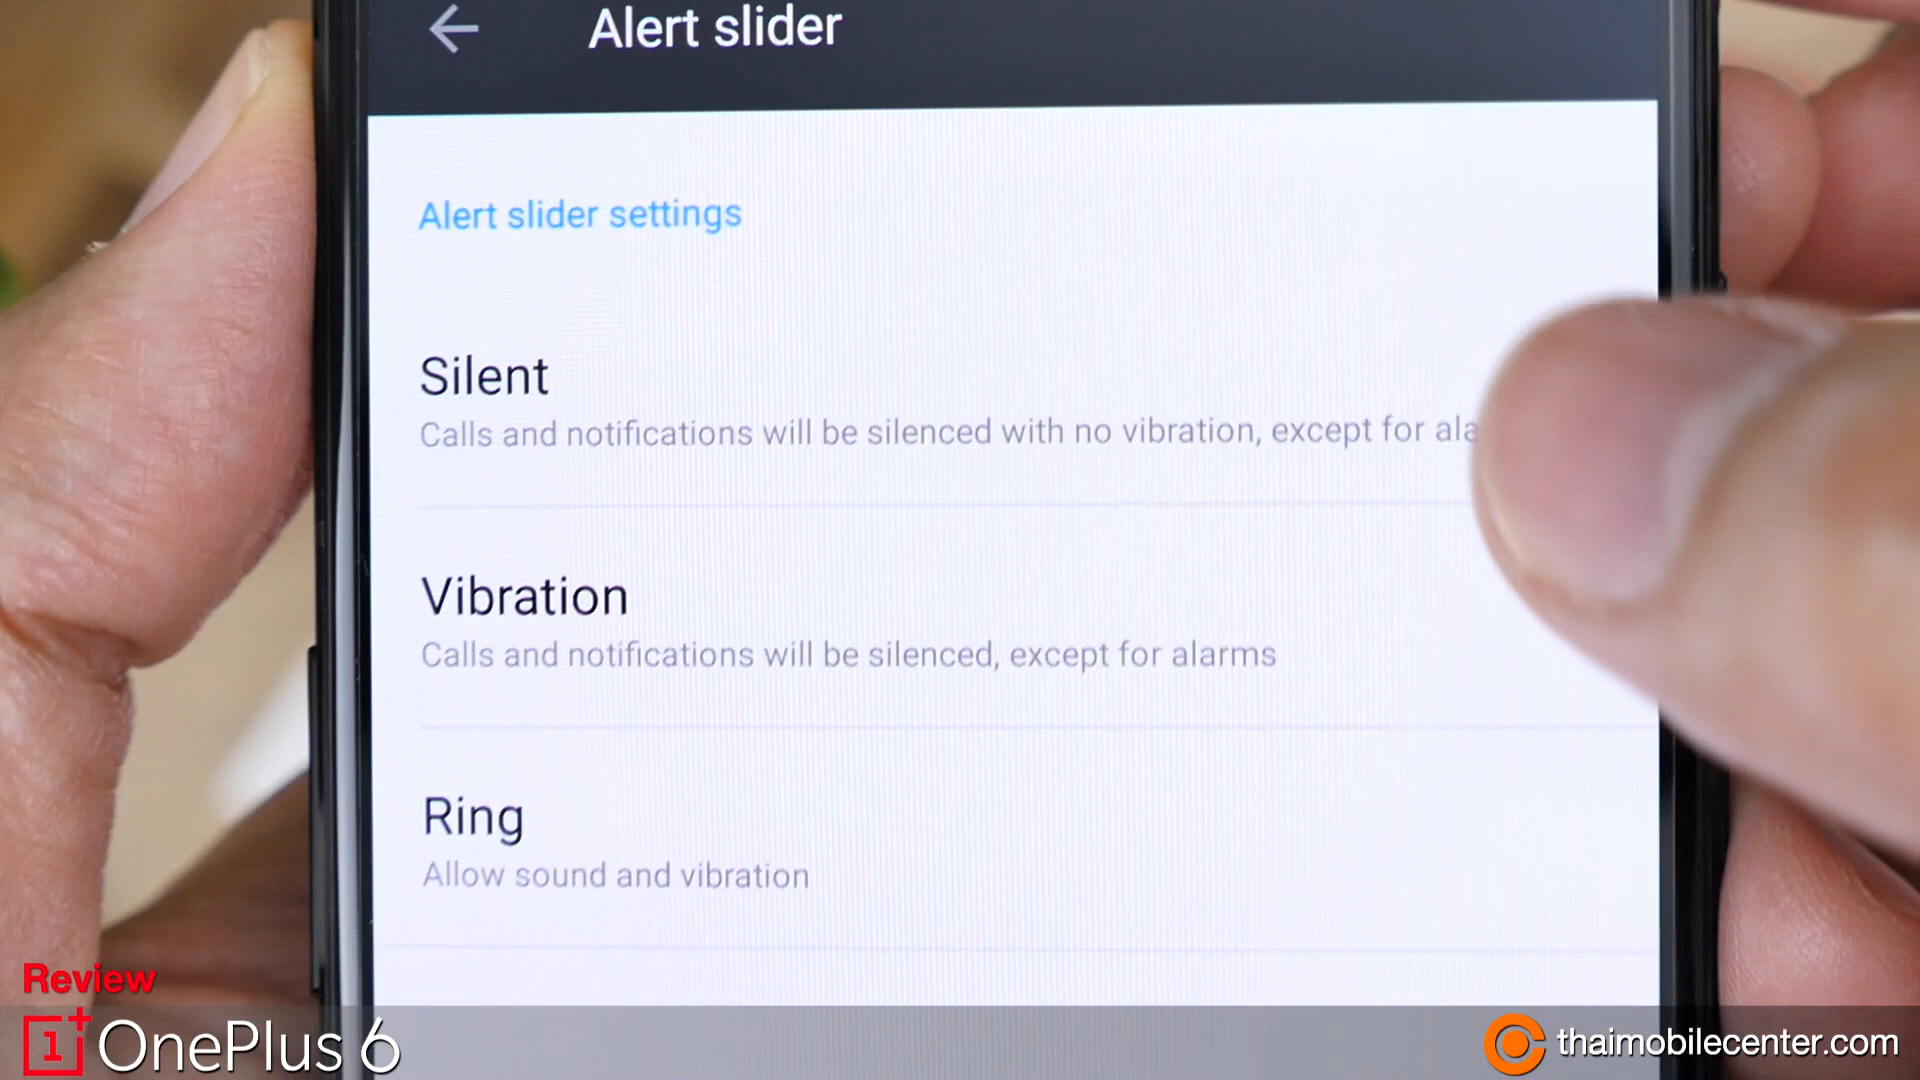 Alert slider
Alert slider settings
Silent
Calls and notifications will be silenced with no vibration, except for
Vibration
Calls and notifications will be silenced, except for alarms
Ring
Allow sound and vibration
Review
1+ OnePlus 6
thaimobilecenter.com